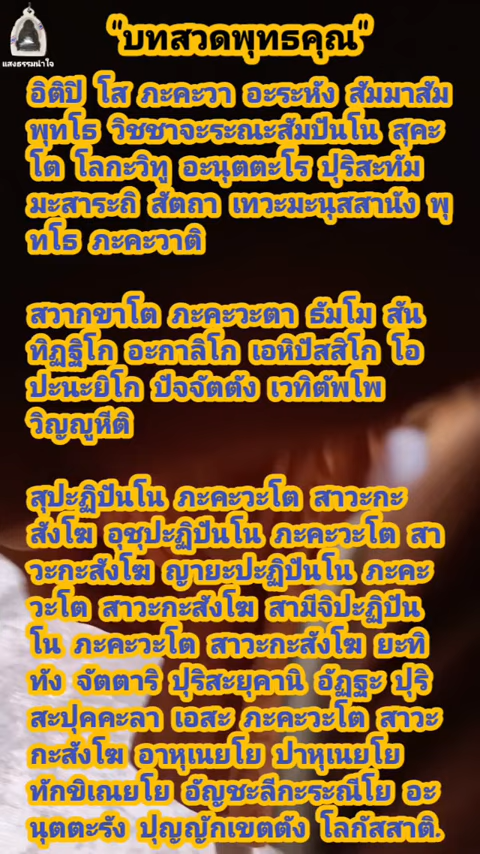 "บทสวดพุทธคุณ"
แสงธรรมนำใจ
อิติปิ โส ภะคะวา อะระหัง สัมมาสัม
พุทโธ วิชชาจะระณะสัมปันโน สุคะ
โต โลกะวิทู อะนุตตะโร ปุริสะทัม
มะสาระถิ สัตถา เทวะมะนุสสานัง พุ
ทโธ ภะคะวาติ
สวากขาโต ภะคะวะตา ธัมโม สัน
ทิฏฐิโก อะกาลิโก เอหิปัสสิโก โอ
ปะนะยิโก ปัจจัตตัง เวทิตัพโพ
วิญญูหีติ
สุปะฏิปันโน ภะคะวะโต สาวะกะ
สังโฆ อุชุปะฏิปันโน ภะคะวะโต สา
วะกะสังโฆ ญายะปะฏิปันโน ภะคะ
วะโต สาวะกะสังโฆ สามีจิปะฏิปัน
โน ภะคะวะโต สาวะกะสังโฆ ยะทิ
ทัง จัตตาริ ปุริสะยุคานิ อัฏฐะ ปุริ
สะปุคคะลา เอสะ ภะคะวะโต สาวะ
กะสังโฆ อาหุเนยโย ปาหุเนยโย
ทักขิเณยโย อัญชะลีกะระณีโย อะ
นุตตะรัง ปุญญักเขตตัง โลกัสสาติ.